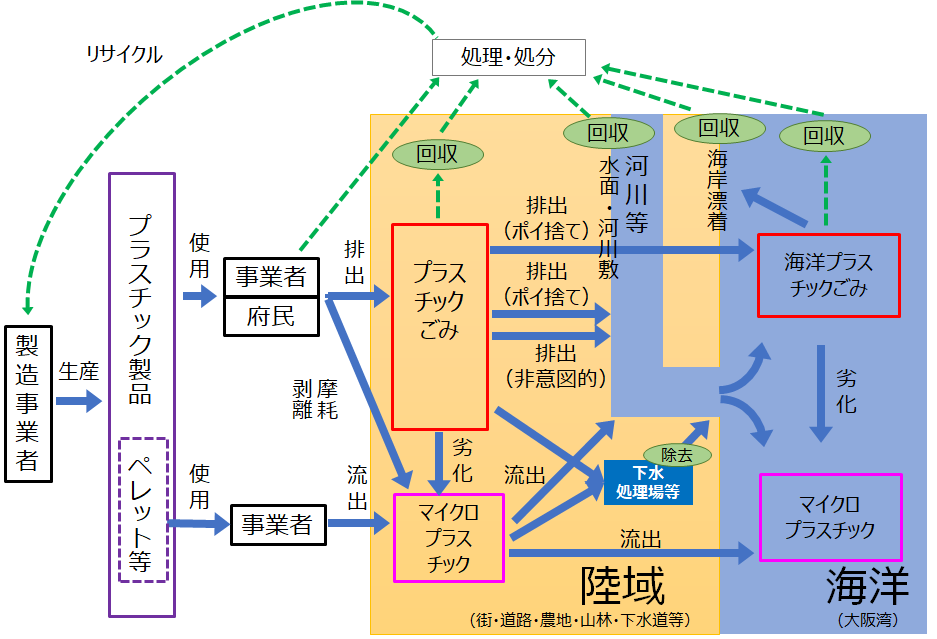 リサイクル
処理・処分
回収
回収
回収
回収
製造事業者
生産
プラスチック製品
ペレット等
使用
使用
事業者
府民
事業者
排出
剥離
摩耗
流出
プラス
チック
ごみ
劣化
マイクロ
プラス
チック
排出
（ポイ捨て）
排出
（ポイ捨て）
排出
（非意図的）
流出
流出
除去
下水
処理場等
河川等
水面・河川敷
海岸漂着
海洋プラス
チックごみ
劣化
マイクロ
プラスチック
陸域
（街・道路・農地・山林・下水道等）
海洋
（大阪湾）